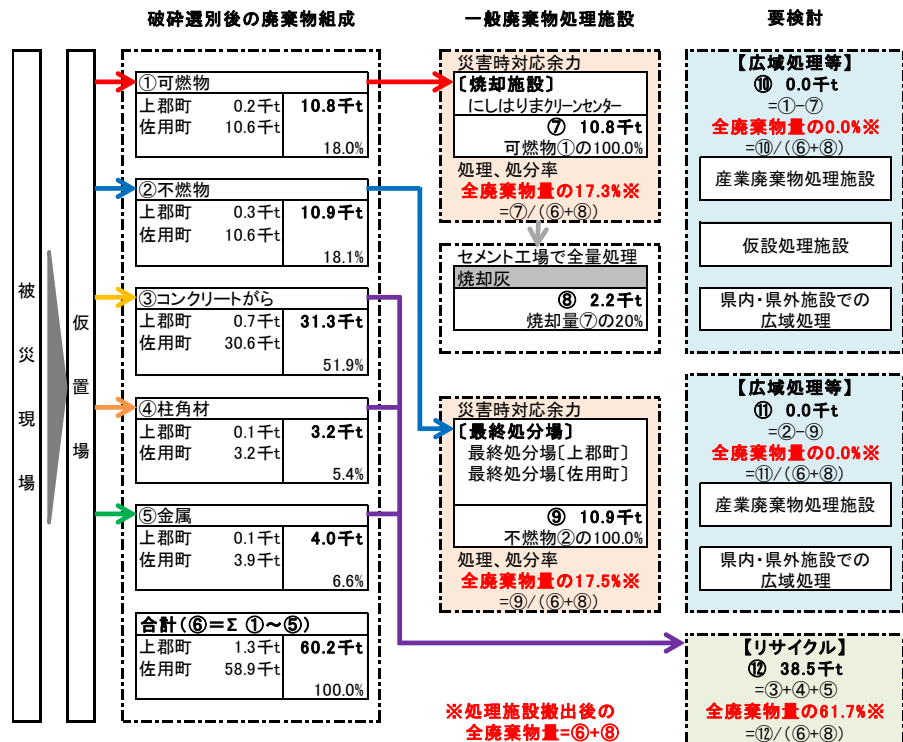 破砕選別後の廃棄物組成
一般廃棄物処理施設
要検討
被災現場
仮置場
①可燃物
上郡町 0.2千t 10.8千t
佐用町 10.6千t
18.0%
②不燃物
上郡町 0.3千t 10.9千t
佐用町 10.6千t
18.1%
③コンクリートがら
上郡町 0.7千t 31.3千t
佐用町 30.6千t
51.9%
④柱角材
上郡町 0.1千t 3.2千t
佐用町 3.2千t
5.4%
⑤金属
上郡町 0.1千t 4.0千t
佐用町 3.9千t
6.6%
合計(⑥=Σ ①～⑤)
上郡町 1.3千t 60.2千t
佐用町 58.9千t
100.0%
災害時対応余力
〔焼却施設〕
にしはりまクリーンセンター
⑦ 10.8千t
可燃物①の100.0%
処理、処分率
全廃棄物量の17.3%※
=⑦/(⑥+⑧)
セメント工場で全量処理
焼却灰
⑧ 2.2千t
焼却量⑦の20%
災害時対応余力
〔最終処分場〕
最終処分場〔上郡町〕
最終処分場〔佐用町〕
⑨ 10.9千t
不燃物②の100.0%
処理、処分率
全廃棄物量の17.5%※
=⑨/(⑥+⑧)
※処理施設搬出後の
全廃棄物量=⑥+⑧
【広域処理等】
⑩ 0.0千t
=①-⑦
全廃棄物量の0.0%※
=⑩/(⑥+⑧)
産業廃棄物処理施設
仮設処理施設
県内・県外施設での
広域処理
【広域処理等】
⑪ 0.0千t
=②-⑨
全廃棄物量の0.0%※
=⑪/(⑥+⑧)
産業廃棄物処理施設
県内・県外施設での
広域処理
【リサイクル】
⑫ 38.5千t
=③+④+⑤
全廃棄物量の61.7%※
=⑫/(⑥+⑧)